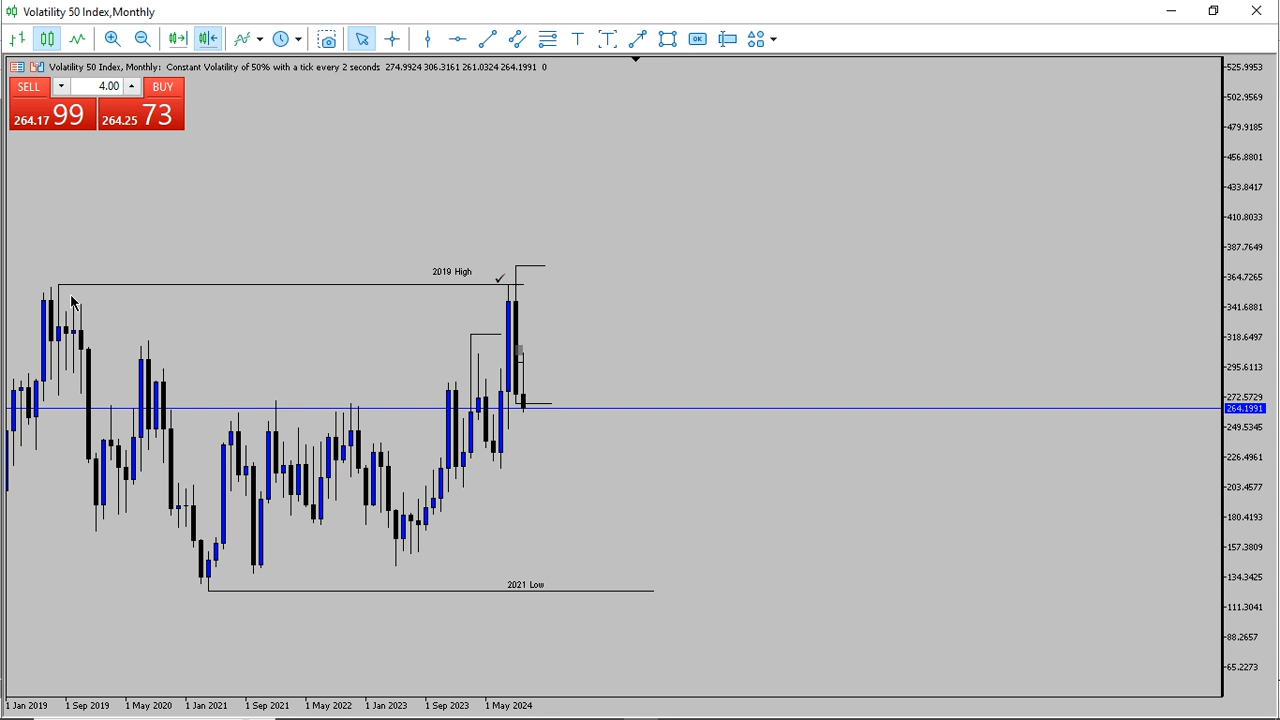 Volatility 50 Index,Monthly
Volatility 50 Index, Monthly: Constant Volatility of 50% with a tick every 2 seconds 274.9924 306.3161 261.0324 264.1991 0
SELL 4.00 BUY
264.17 99 264.25 73
T T OK
525.9953
502.9569
479.9185
456.8801
433.8417
410.8033
387.7649
2019 High
364.7265
341.6881
318.6497
295.6113
272.5729
264.1991
249.5345
226.4961
203.4577
180.4193
157.3809
2021 Low
134.3425
111.3041
88.2657
65.2273
1 Jan 2019 1 Sep 2019 1 May 2020 1 Jan 2021 1 Sep 2021 1 May 2022 1 Jan 2023 1 Sep 2023 1 May 2024